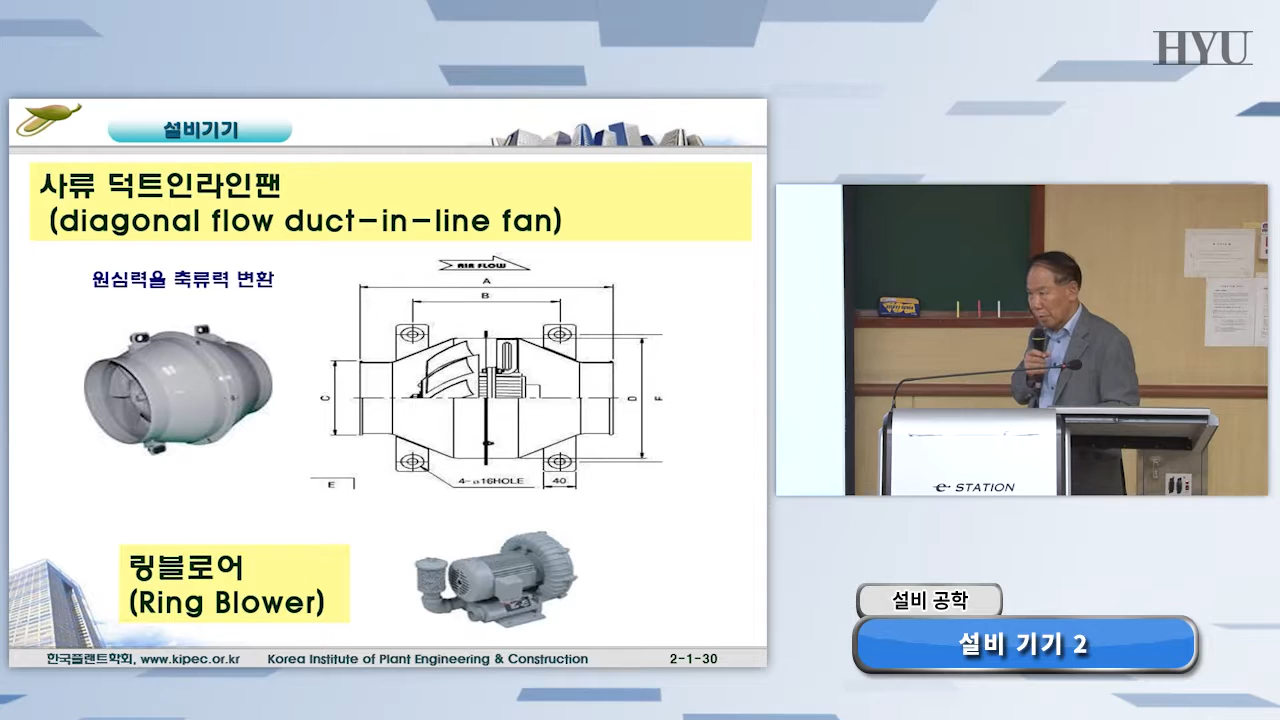 HYU
설비기기
사류 덕트인라인팬
(diagonal flow duct-in-line fan)
원심력을 축류력 변환
AIR FLOW
A
B
C
D
F
E
4-ø16HOLE
40
링블로어
(Ring Blower)
한국플랜트학회, www.kipec.or.kr
Korea Institute of Plant Engineering & Construction
2-1-30
e-STATION
설비 공학
설비 기기 2